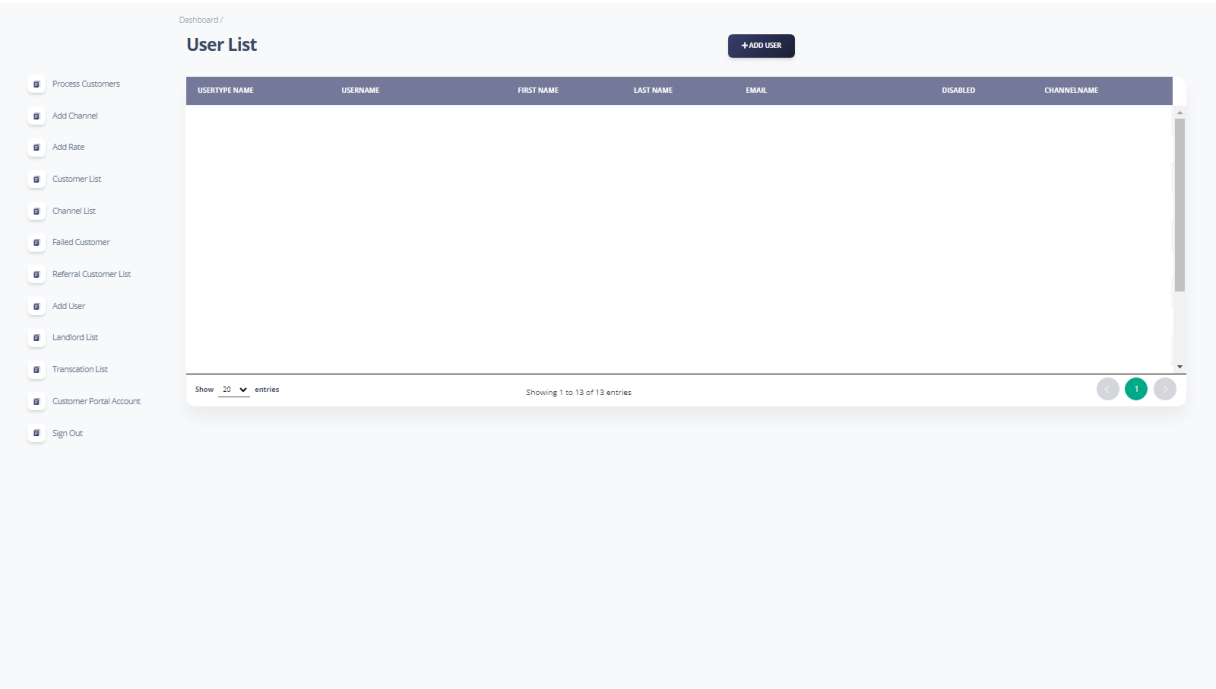 Dashboard /
User List
+ ADD USER
Process Customers
Add Channel
Add Rate
Customer List
Channel List
Failed Customer
Referral Customer List
Add User
Landlord List
Transcation List
Customer Portal Account
Sign Out
USERTYPE NAME USERNAME FIRST NAME LAST NAME EMAIL DISABLED CHANNELNAME
Show 20 entries Showing 1 to 13 of 13 entries < 1 >